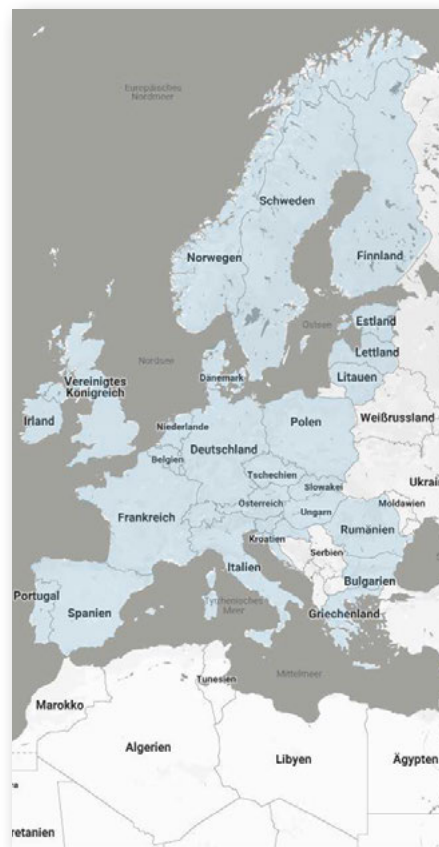 Europäisches
Nordmeer
Schweden
Norwegen
Finnland
Ostsee
Estland
Nordsee
Lettland
Dänemark
Litauen
Vereinigtes
Königreich
Irland
Weißrussland
Niederlande
Polen
Deutschland
Belgien
Tschechien
Ukrain
Slowakei
Österreich
Moldawien
Ungarn
Frankreich
Rumänien
Kroatien
Serbien
Italien
Bulgarien
Portugal
Spanien
Tyrrhenisches
Meer
Griechenland
Mittelmeer
Tunesien
Marokko
Algerien
Libyen
Ägypten
retanien